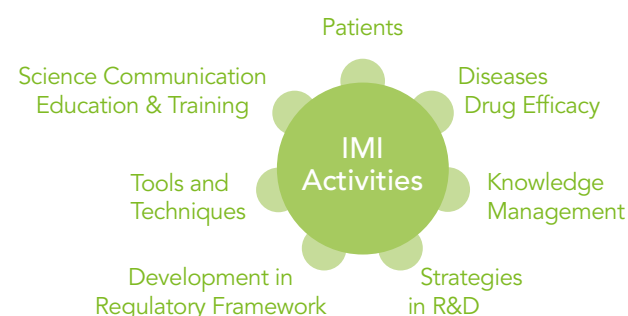 Patients
Science Communication
Education & Training
Diseases
Drug Efficacy
IMI
Activities
Tools and
Techniques
Knowledge
Management
Development in
Regulatory Framework
Strategies
in R&D